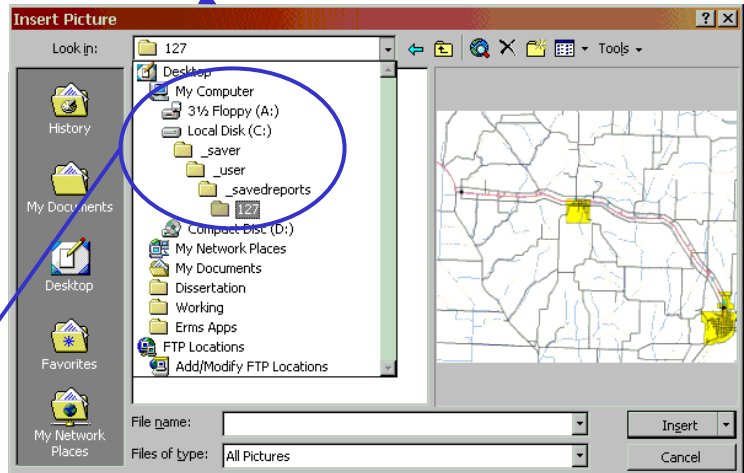 Insert Picture
Look in: 127
Tools
History
My Documents
Desktop
Favorites
My Network
Places
Desktop
My Computer
3½ Floppy (A:)
Local Disk (C:)
_saver
_user
_savedreports
127
Compact Disc (D:)
My Network Places
My Documents
Dissertation
Working
Erms Apps
FTP Locations
Add/Modify FTP Locations
File name:
Insert
Files of type: All Pictures
Cancel